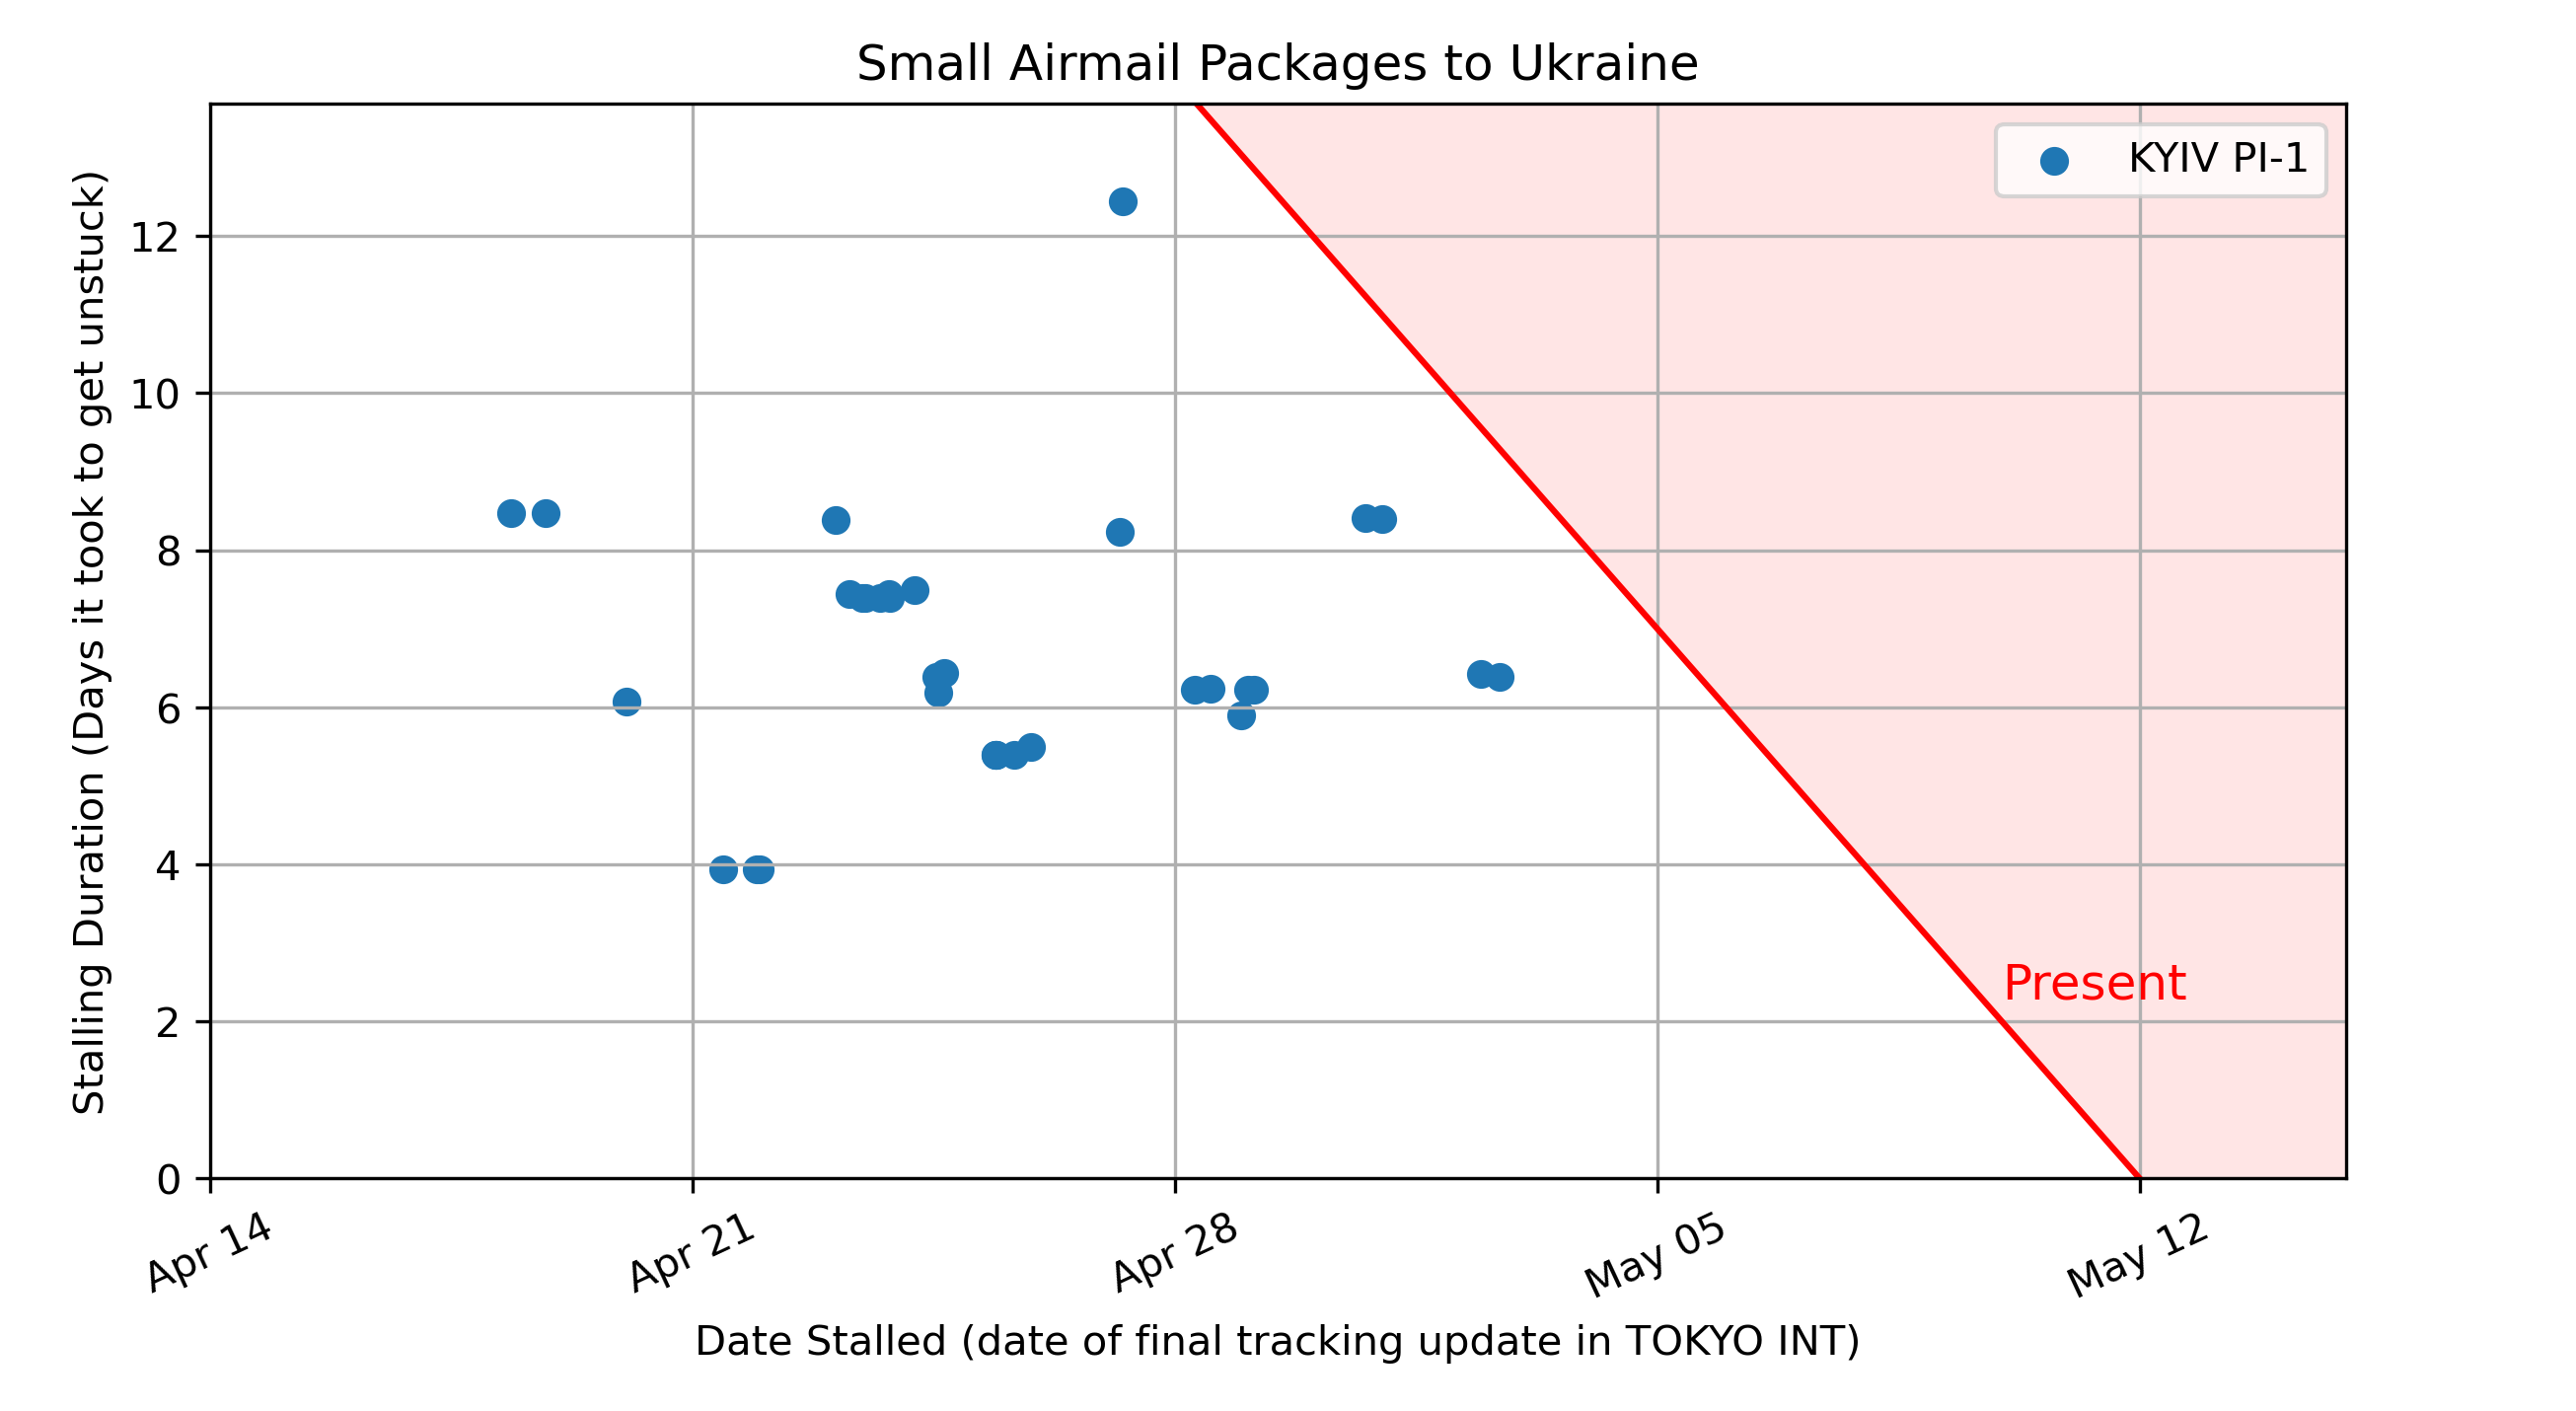 Small Airmail Packages to Ukraine
KYIV PI-1
Stalling Duration (Days it took to get unstuck)
12
10
8
6
4
2
0
Present
Apr 14
Apr 21
Apr 28
May 05
May 12
Date Stalled (date of final tracking update in TOKYO INT)